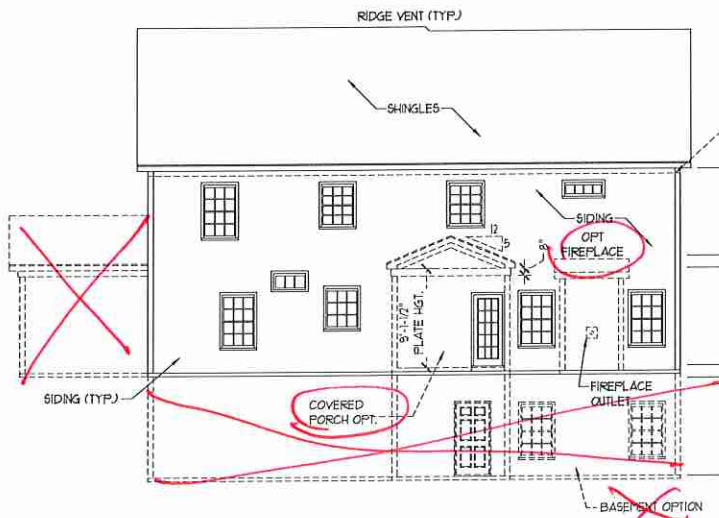 RIDGE VENT (TYP.)
SHINGLES
SIDING
OPT
FIREPLACE
12
5
8"
9'-1-1/2"
PLATE HGT.
SIDING (TYP.)
COVERED
PORCH OPT.
FIREPLACE
OUTLET
BASEMENT OPTION